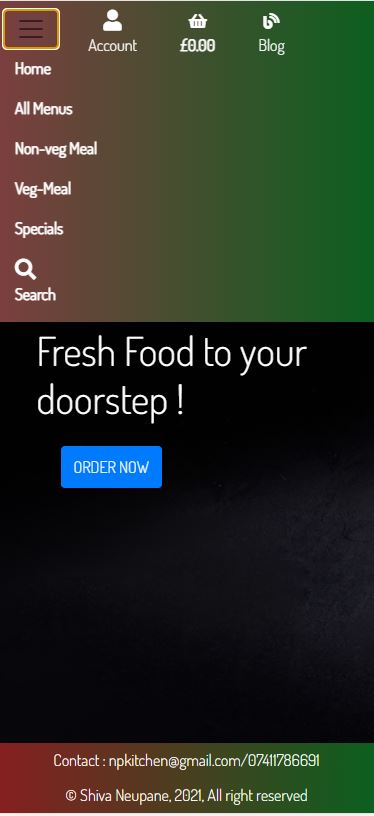 Account
£0.00
Blog
Home
All Menus
Non-veg Meal
Veg-Meal
Specials
Search
Fresh Food to your
doorstep !
ORDER NOW
Contact : npkitchen@gmail.com/07411786691
© Shiva Neupane, 2021, All right reserved